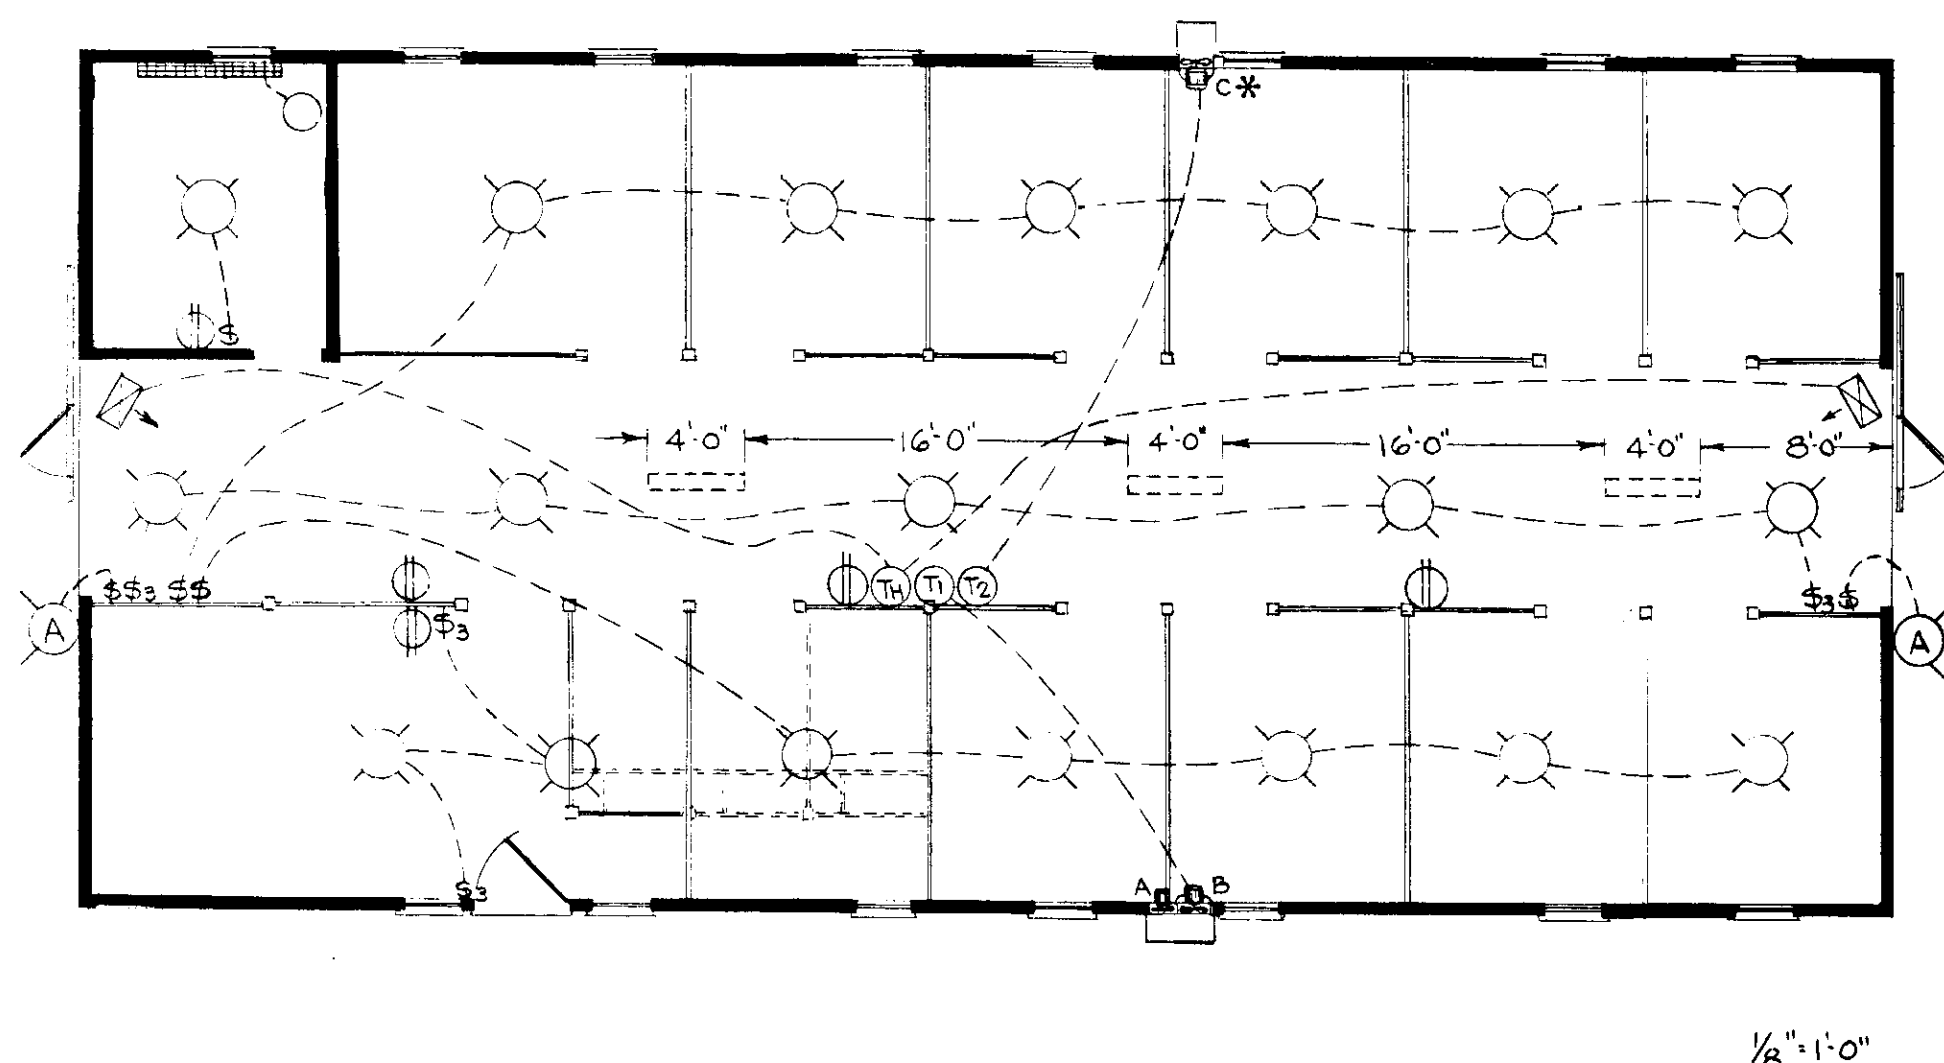 C*
$
4'-0" 16'-0" 4'-0" 16'-0" 4'-0" 8'-0"
$$3 $$ TH T1 T2 $3 $
A $3 A
A B
$3
1/8"=1'-0"